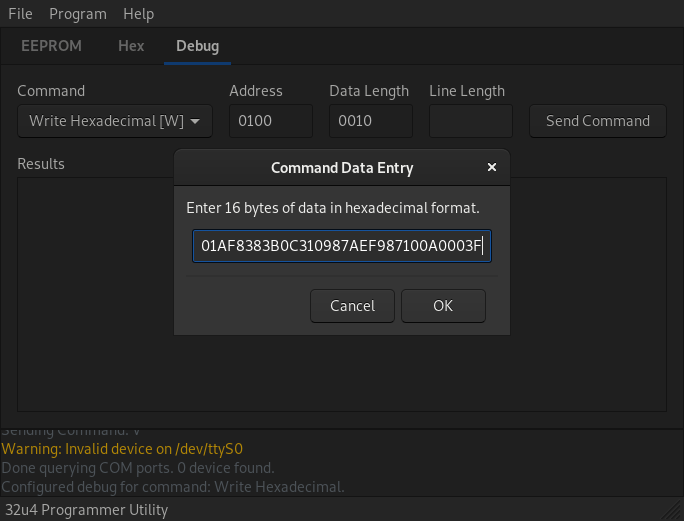 File Program Help
EEPROM Hex Debug
Command Address Data Length Line Length
Write Hexadecimal [W] 0100 0010 Send Command
Results
Command Data Entry
Enter 16 bytes of data in hexadecimal format.
01AF8383B0C310987AEF987100A0003F
Cancel OK
Sending Command: V
Warning: Invalid device on /dev/ttyS0
Done querying COM ports. 0 device found.
Configured debug for command: Write Hexadecimal.
32u4 Programmer Utility